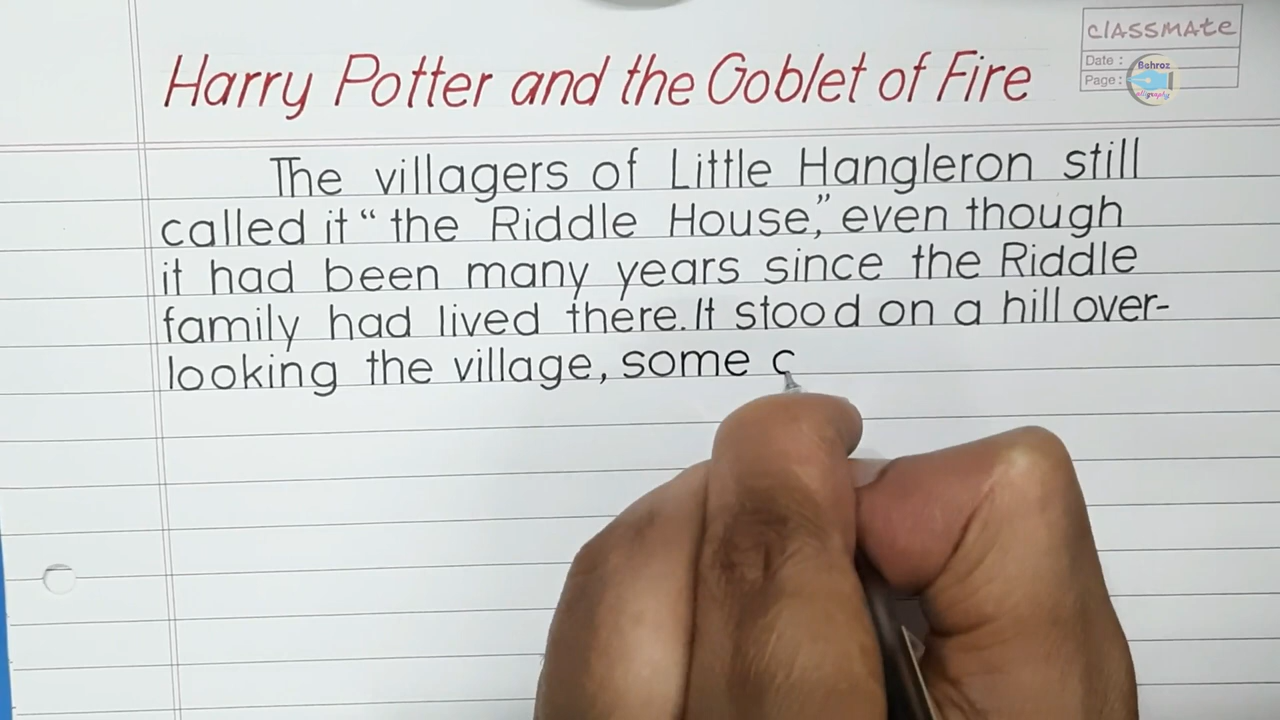 classmate
Date :
Page :
Behroz
Calligraphy
Harry Potter and the Goblet of Fire
The villagers of Little Hangleron still
called it “ the Riddle House,” even though
it had been many years since the Riddle
family had lived there. It stood on a hill over-
looking the village, some c